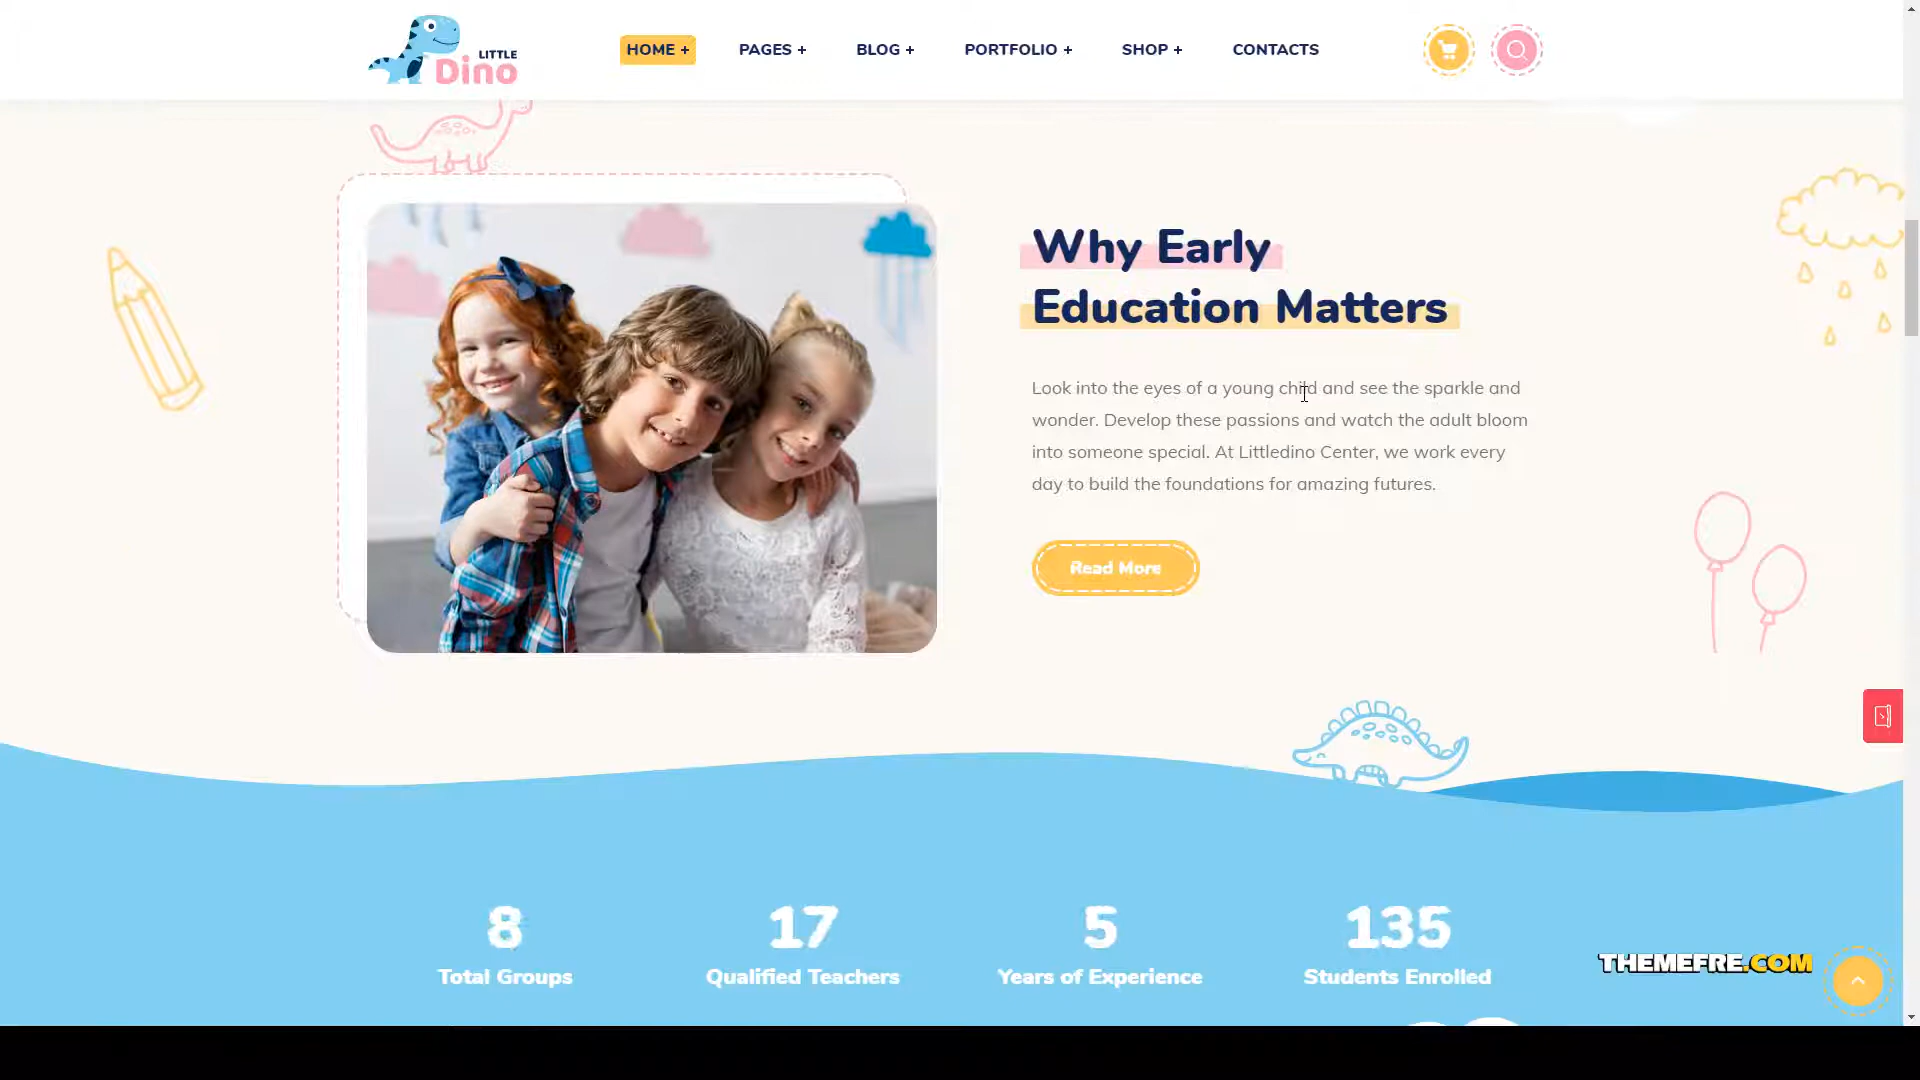 LITTLE
Dino
HOME +
PAGES +
BLOG +
PORTFOLIO +
SHOP +
CONTACTS
Why Early
Education Matters
Look into the eyes of a young child and see the sparkle and
wonder. Develop these passions and watch the adult bloom
into someone special. At Littledino Center, we work every
day to build the foundations for amazing futures.
Read More
8
Total Groups
17
Qualified Teachers
5
Years of Experience
135
Students Enrolled
THEMEFRE.COM